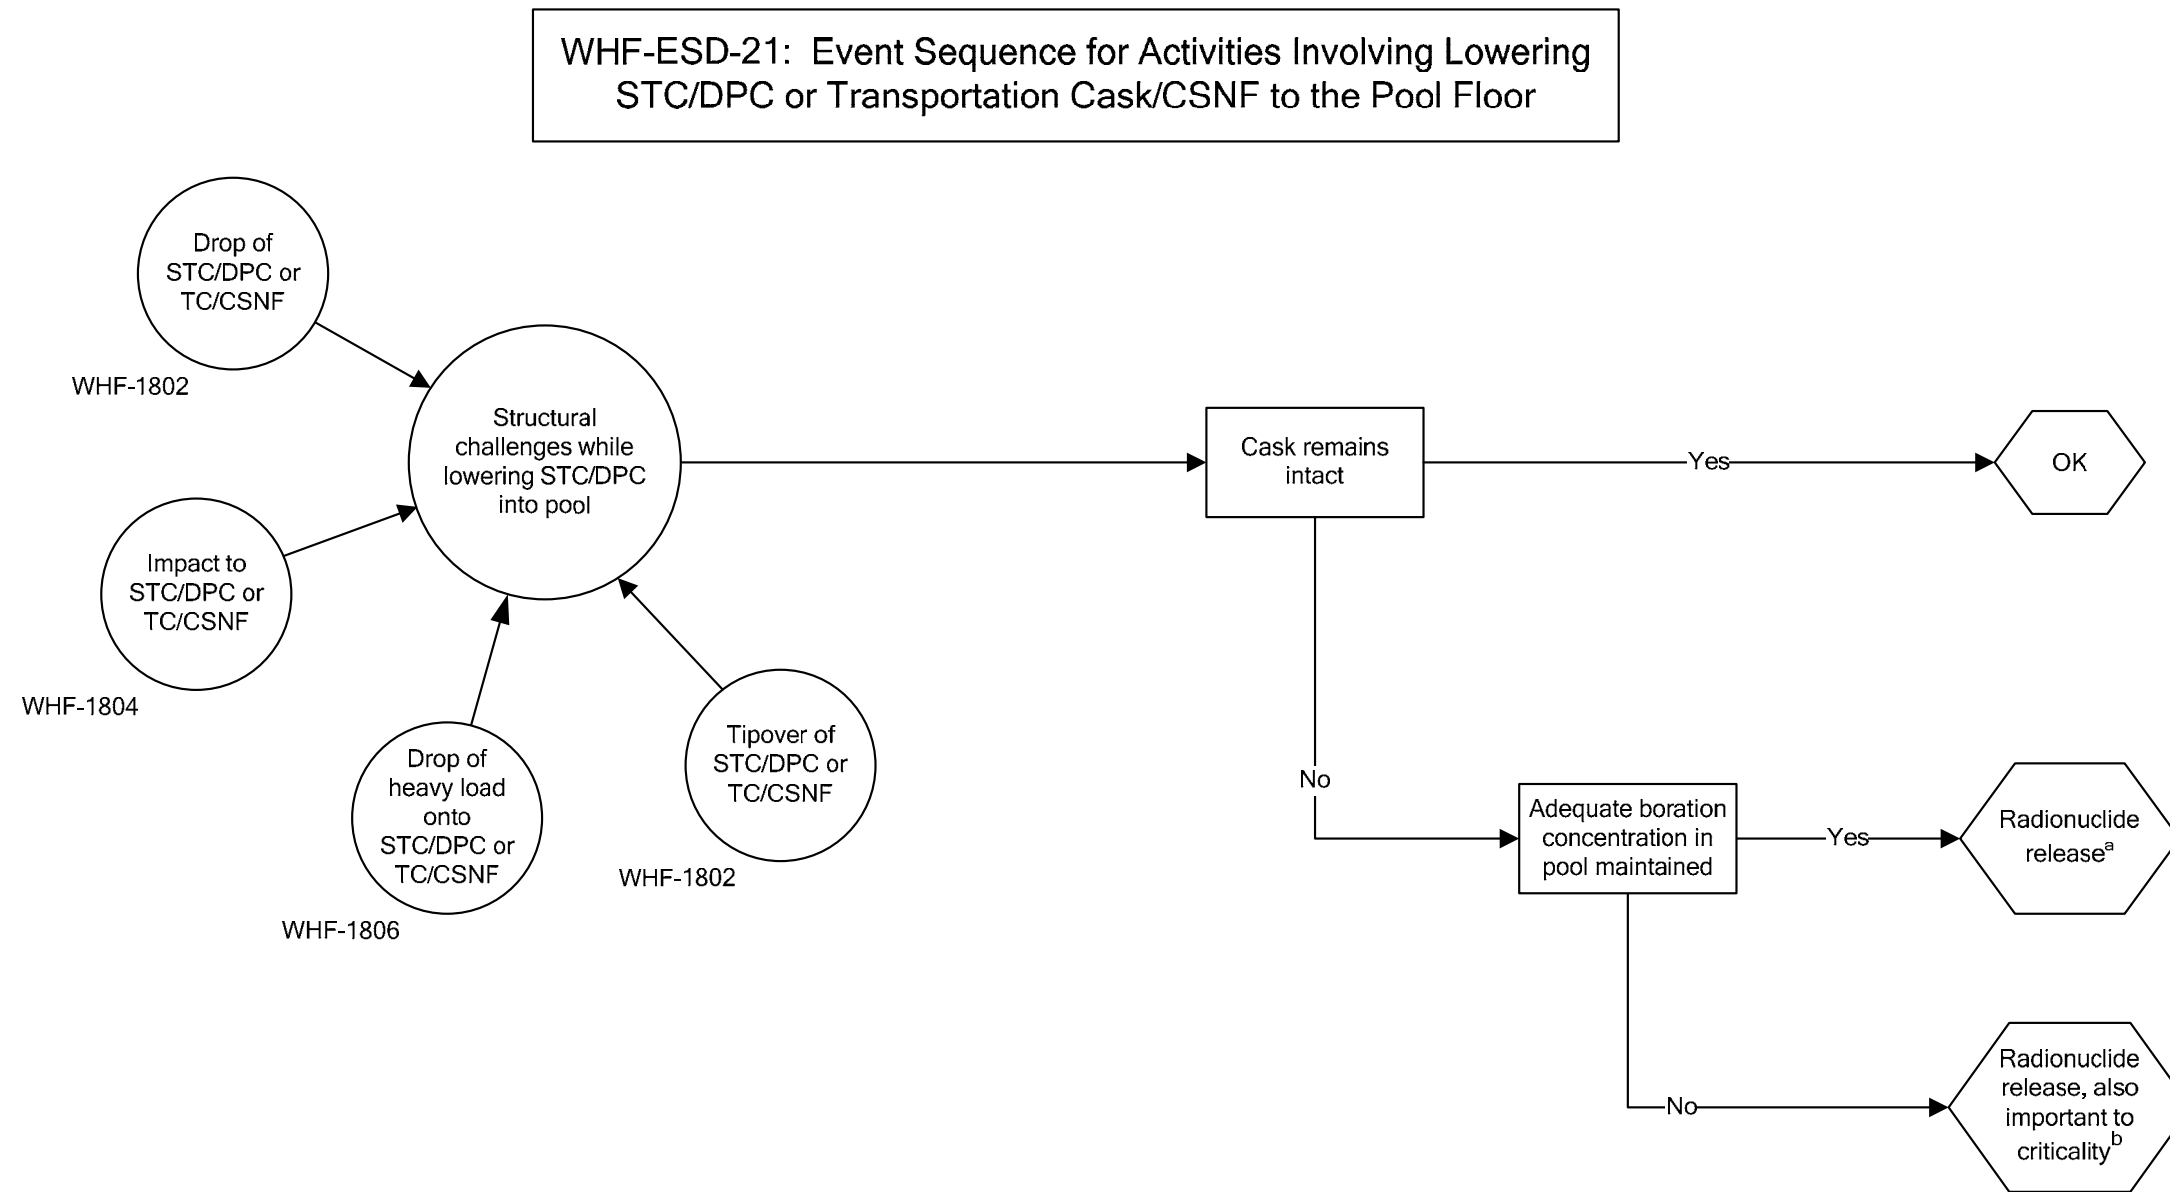 WHF-ESD-21:  Event Sequence for Activities Involving Lowering
STC/DPC or Transportation Cask/CSNF to the Pool Floor
Drop of
STC/DPC or
TC/CSNF
WHF-1802
Structural
challenges while
lowering STC/DPC
into pool
Cask remains
intact
Yes
OK
Impact to
STC/DPC or
TC/CSNF
WHF-1804
Drop of
heavy load
onto
STC/DPC or
TC/CSNF
WHF-1806
Tipover of
STC/DPC or
TC/CSNF
WHF-1802
No
Adequate boration
concentration in
pool maintained
Yes
Radionuclide
releaseᵃ
No
Radionuclide
release, also
important to
criticalityᵇ